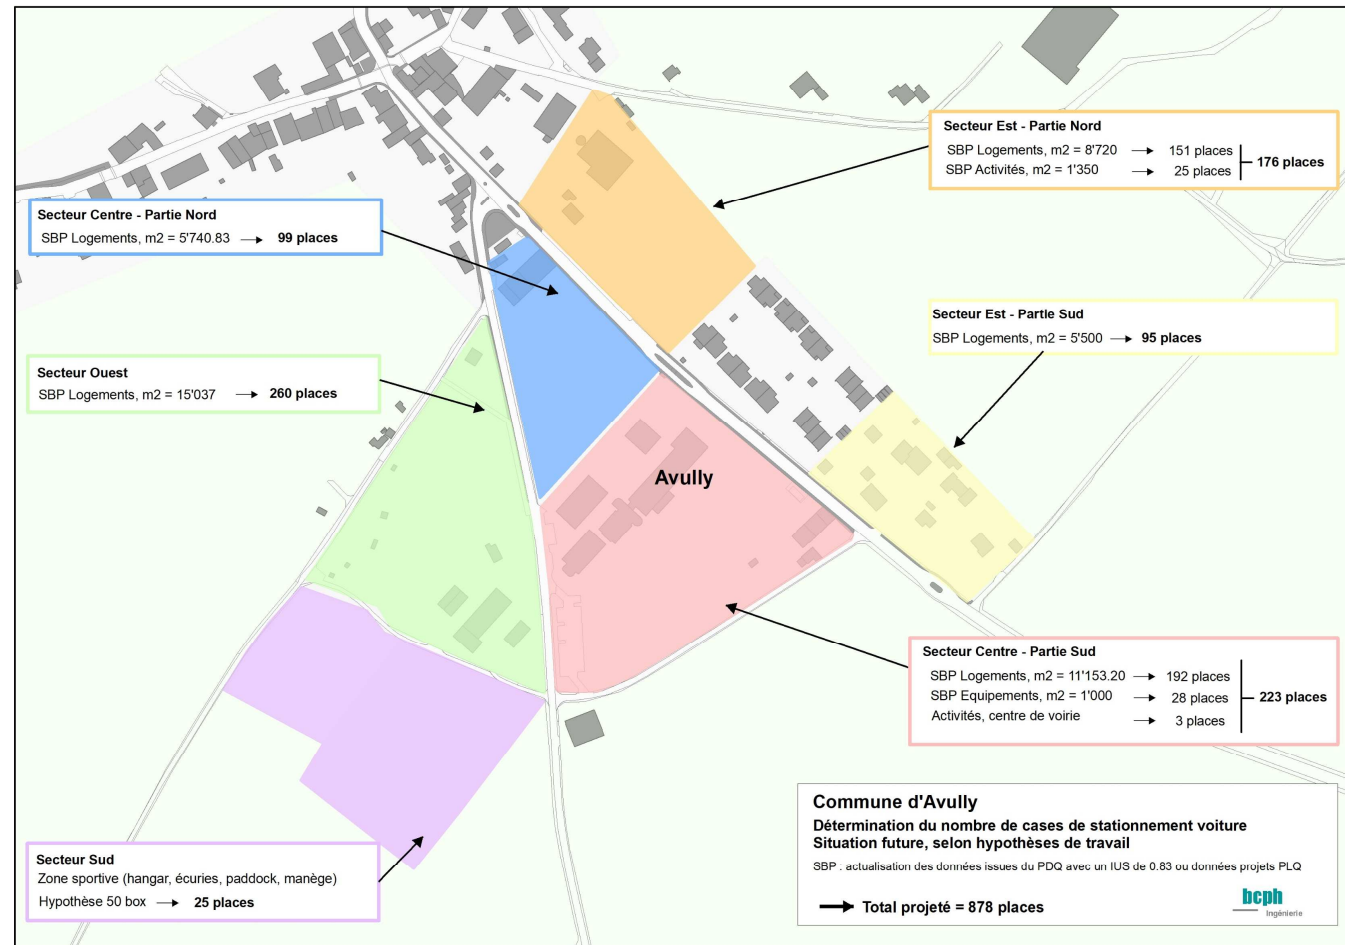 Secteur Est - Partie Nord
SBP Logements, m2 = 8'720 → 151 places
SBP Activités, m2 = 1'350 → 25 places
176 places
Secteur Centre - Partie Nord
SBP Logements, m2 = 5'740.83 → 99 places
Secteur Est - Partie Sud
SBP Logements, m2 = 5'500 → 95 places
Secteur Ouest
SBP Logements, m2 = 15'037 → 260 places
Avully
Secteur Centre - Partie Sud
SBP Logements, m2 = 11'153.20 → 192 places
SBP Equipements, m2 = 1'000 → 28 places
Activités, centre de voirie → 3 places
223 places
Secteur Sud
Zone sportive (hangar, écuries, paddock, manège)
Hypothèse 50 box → 25 places
Commune d'Avully
Détermination du nombre de cases de stationnement voiture
Situation future, selon hypothèses de travail
SBP : actualisation des données issues du PDQ avec un IUS de 0.83 ou données projets PLQ
→ Total projeté = 878 places
bcph
Ingénierie